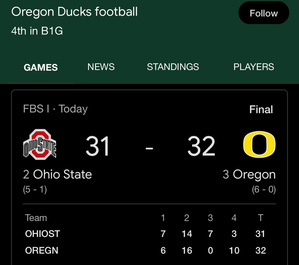 Oregon Ducks football
Follow
4th in B1G
GAMES NEWS STANDINGS PLAYERS
FBS I · Today Final
OHIO STATE
31 - 32
2 Ohio State 3 Oregon
(5 - 1) (6 - 0)
Team 1 2 3 4 T
OHIOST 7 14 7 3 31
OREGN 6 16 0 10 32